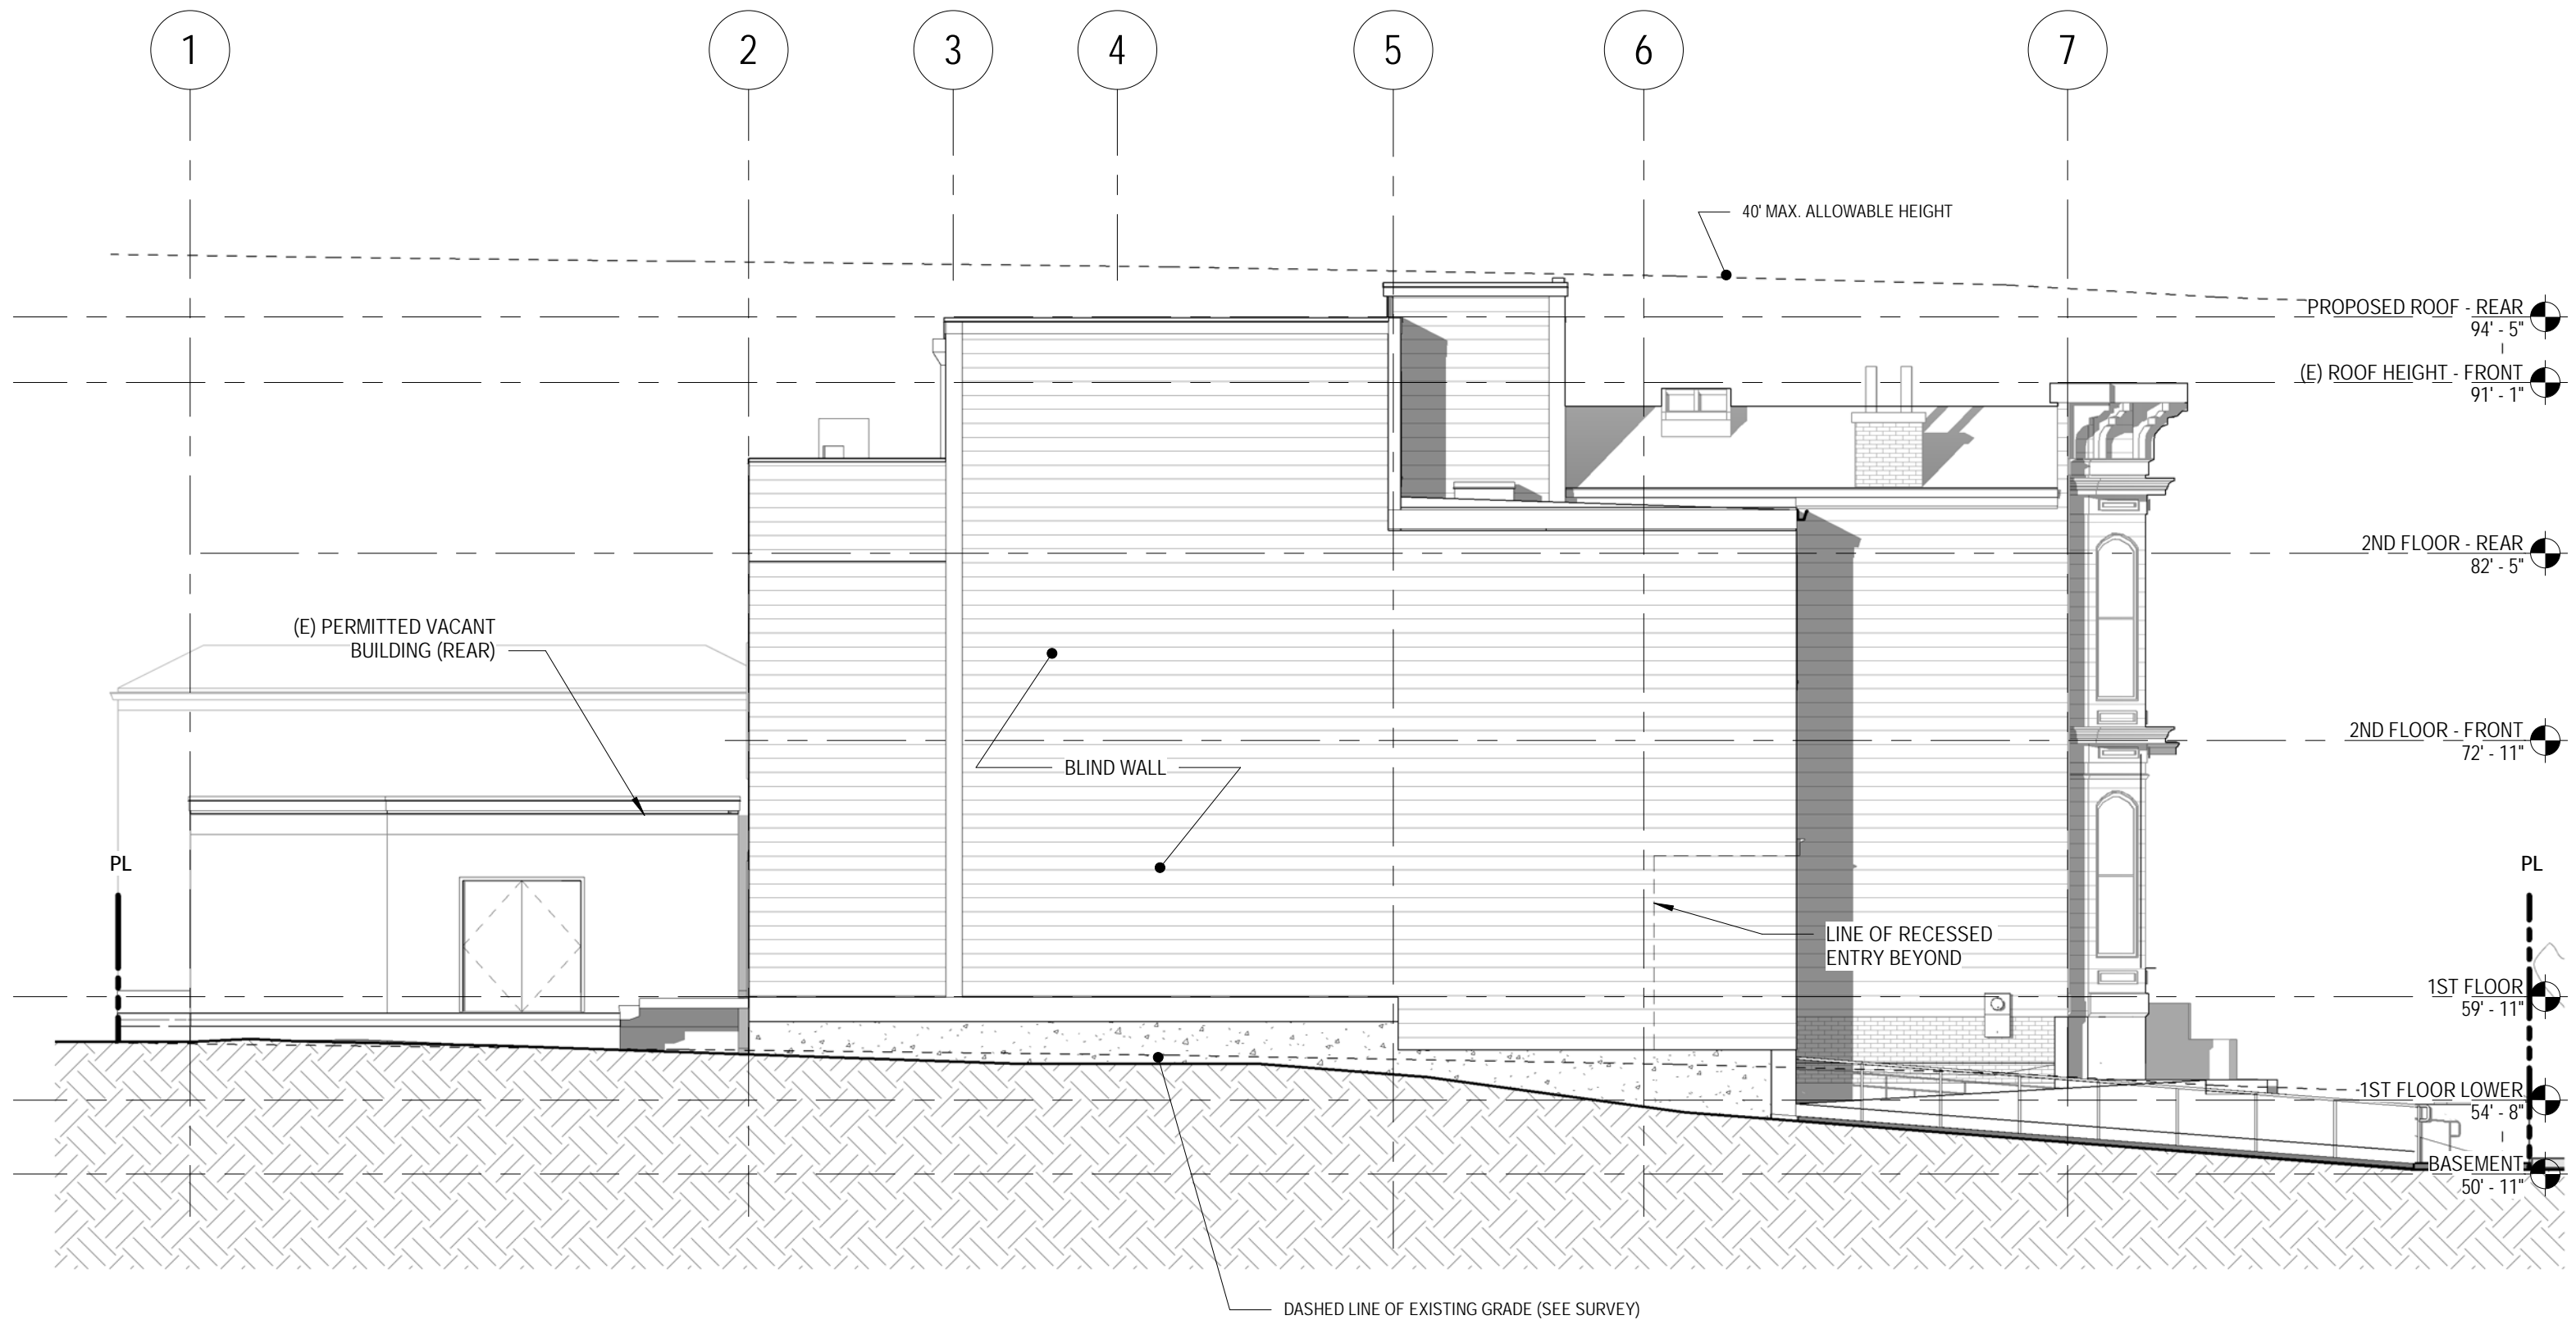 1
2
3
4
5
6
7
40' MAX. ALLOWABLE HEIGHT
PROPOSED ROOF - REAR
94' - 5"
(E) ROOF HEIGHT - FRONT
91' - 1"
2ND FLOOR - REAR
82' - 5"
(E) PERMITTED VACANT
BUILDING (REAR)
2ND FLOOR - FRONT
72' - 11"
BLIND WALL
PL
PL
LINE OF RECESSED
ENTRY BEYOND
1ST FLOOR
59' - 11"
1ST FLOOR LOWER
54' - 8"
BASEMENT
50' - 11"
DASHED LINE OF EXISTING GRADE (SEE SURVEY)